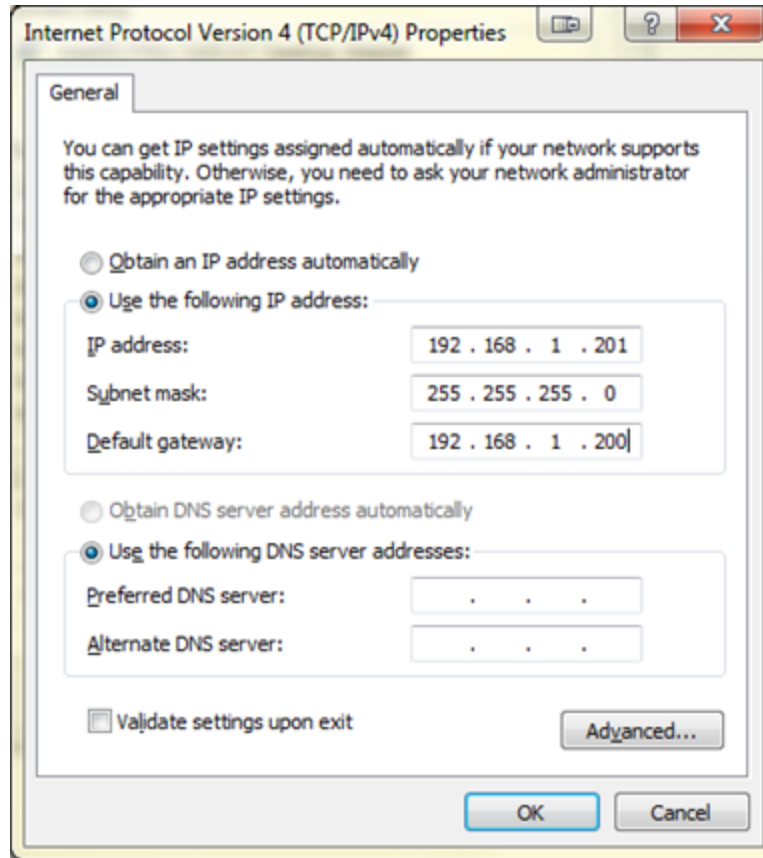 Internet Protocol Version 4 (TCP/IPv4) Properties
General
You can get IP settings assigned automatically if your network supports
this capability. Otherwise, you need to ask your network administrator
for the appropriate IP settings.
Obtain an IP address automatically
Use the following IP address:
IP address: 192 . 168 . 1 . 201
Subnet mask: 255 . 255 . 255 . 0
Default gateway: 192 . 168 . 1 . 200
Obtain DNS server address automatically
Use the following DNS server addresses:
Preferred DNS server: . . .
Alternate DNS server: . . .
Validate settings upon exit
Advanced...
OK Cancel